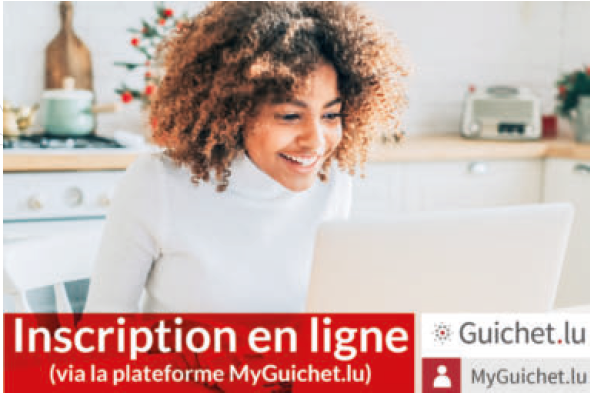 Inscription en ligne
(via la plateforme MyGuichet.lu)
Guichet.lu
MyGuichet.lu